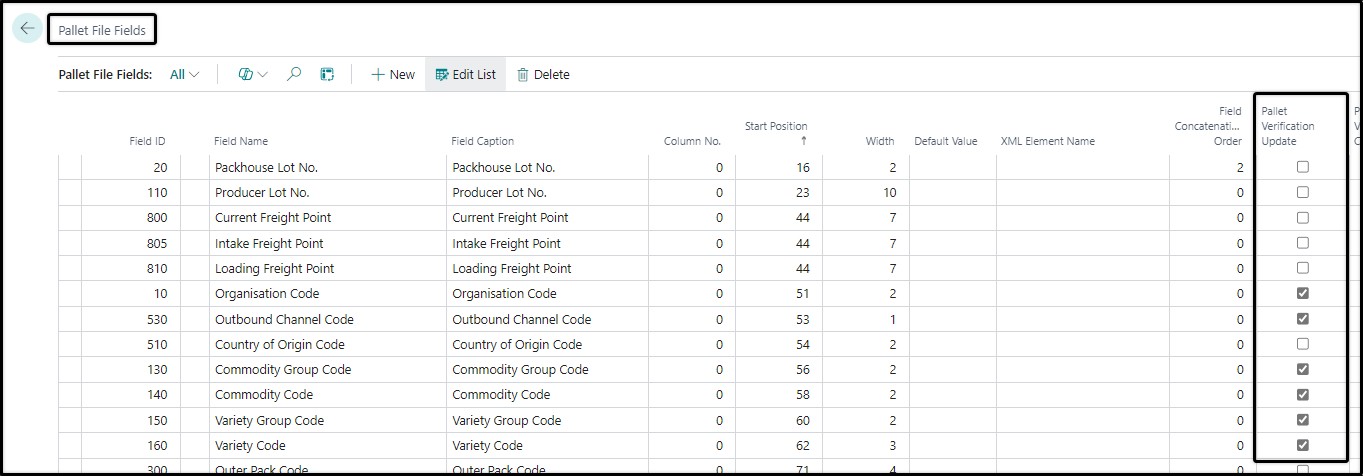 Pallet File Fields
Pallet File Fields: All New Edit List Delete
Field ID Field Name Field Caption Column No. Start Position ↑ Width Default Value XML Element Name Field Concatenati... Order Pallet Verification Update
20 Packhouse Lot No. Packhouse Lot No. 0 16 2 2
110 Producer Lot No. Producer Lot No. 0 23 10 0
800 Current Freight Point Current Freight Point 0 44 7 0
805 Intake Freight Point Intake Freight Point 0 44 7 0
810 Loading Freight Point Loading Freight Point 0 44 7 0
10 Organisation Code Organisation Code 0 51 2 0
530 Outbound Channel Code Outbound Channel Code 0 53 1 0
510 Country of Origin Code Country of Origin Code 0 54 2 0
130 Commodity Group Code Commodity Group Code 0 56 2 0
140 Commodity Code Commodity Code 0 58 2 0
150 Variety Group Code Variety Group Code 0 60 2 0
160 Variety Code Variety Code 0 62 3 0
300 Outer Pack Code Outer Pack Code 0 71 4 0